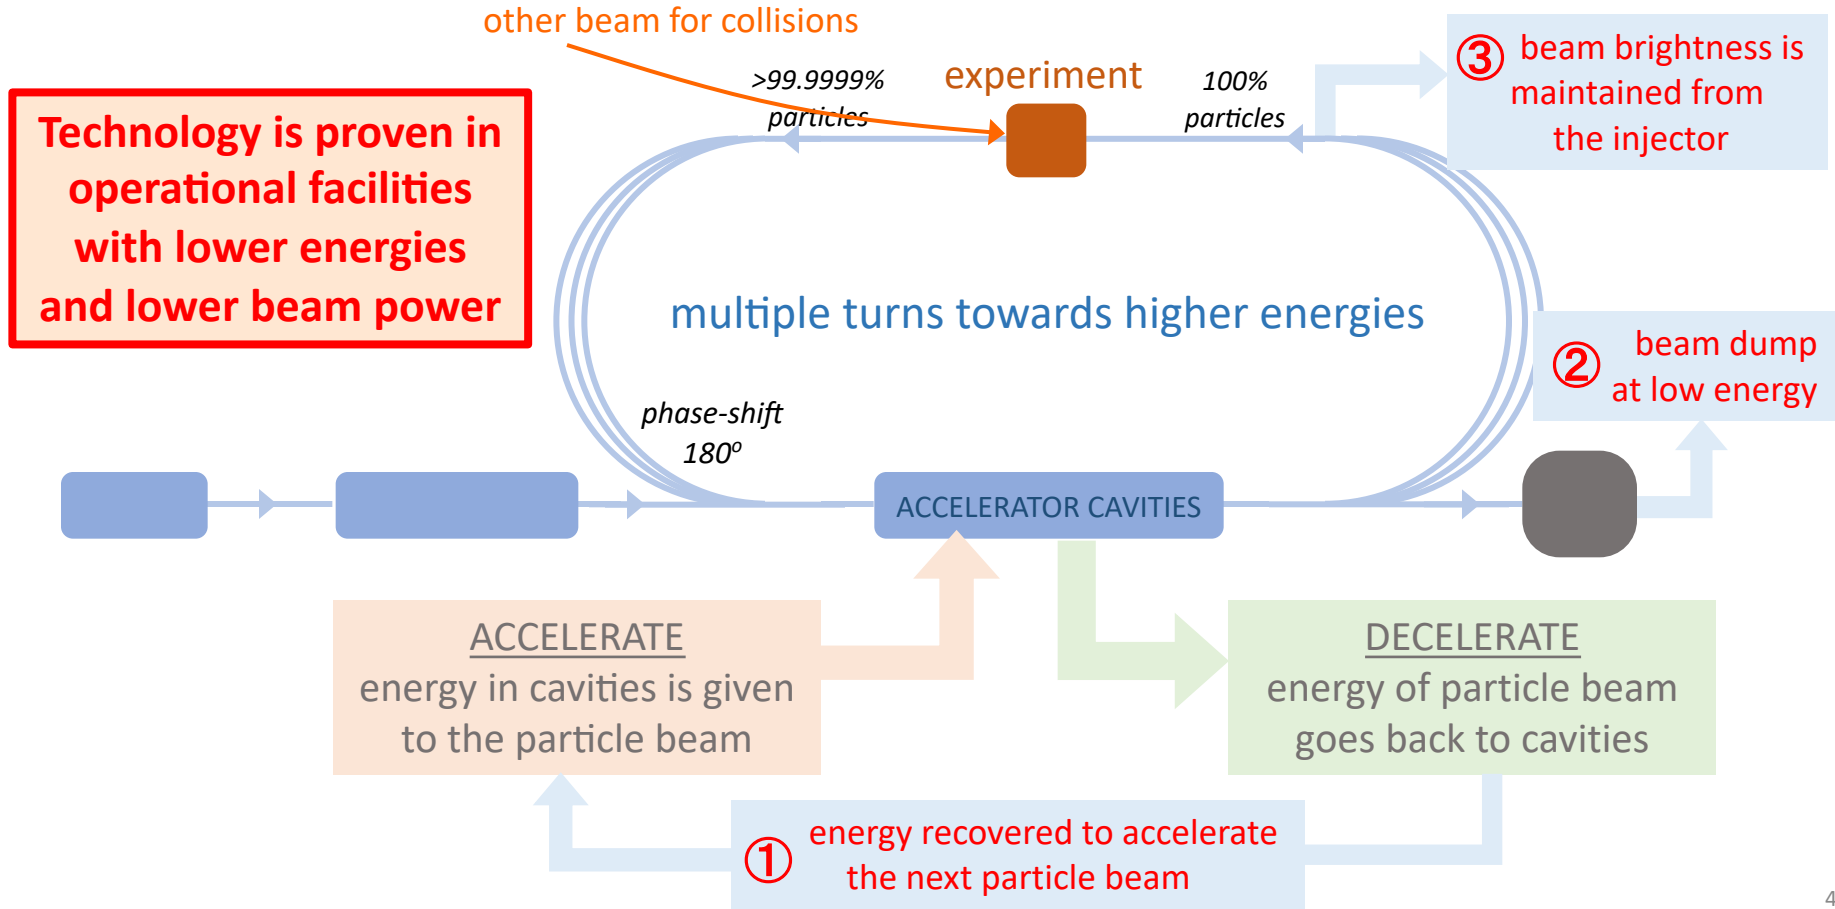 other beam for collisions
>99.9999%
particles
experiment
100%
particles
③ beam brightness is
maintained from
the injector
Technology is proven in
operational facilities
with lower energies
and lower beam power
multiple turns towards higher energies
② beam dump
at low energy
phase-shift
180º
ACCELERATOR CAVITIES
ACCELERATE
energy in cavities is given
to the particle beam
DECELERATE
energy of particle beam
goes back to cavities
① energy recovered to accelerate
the next particle beam
4